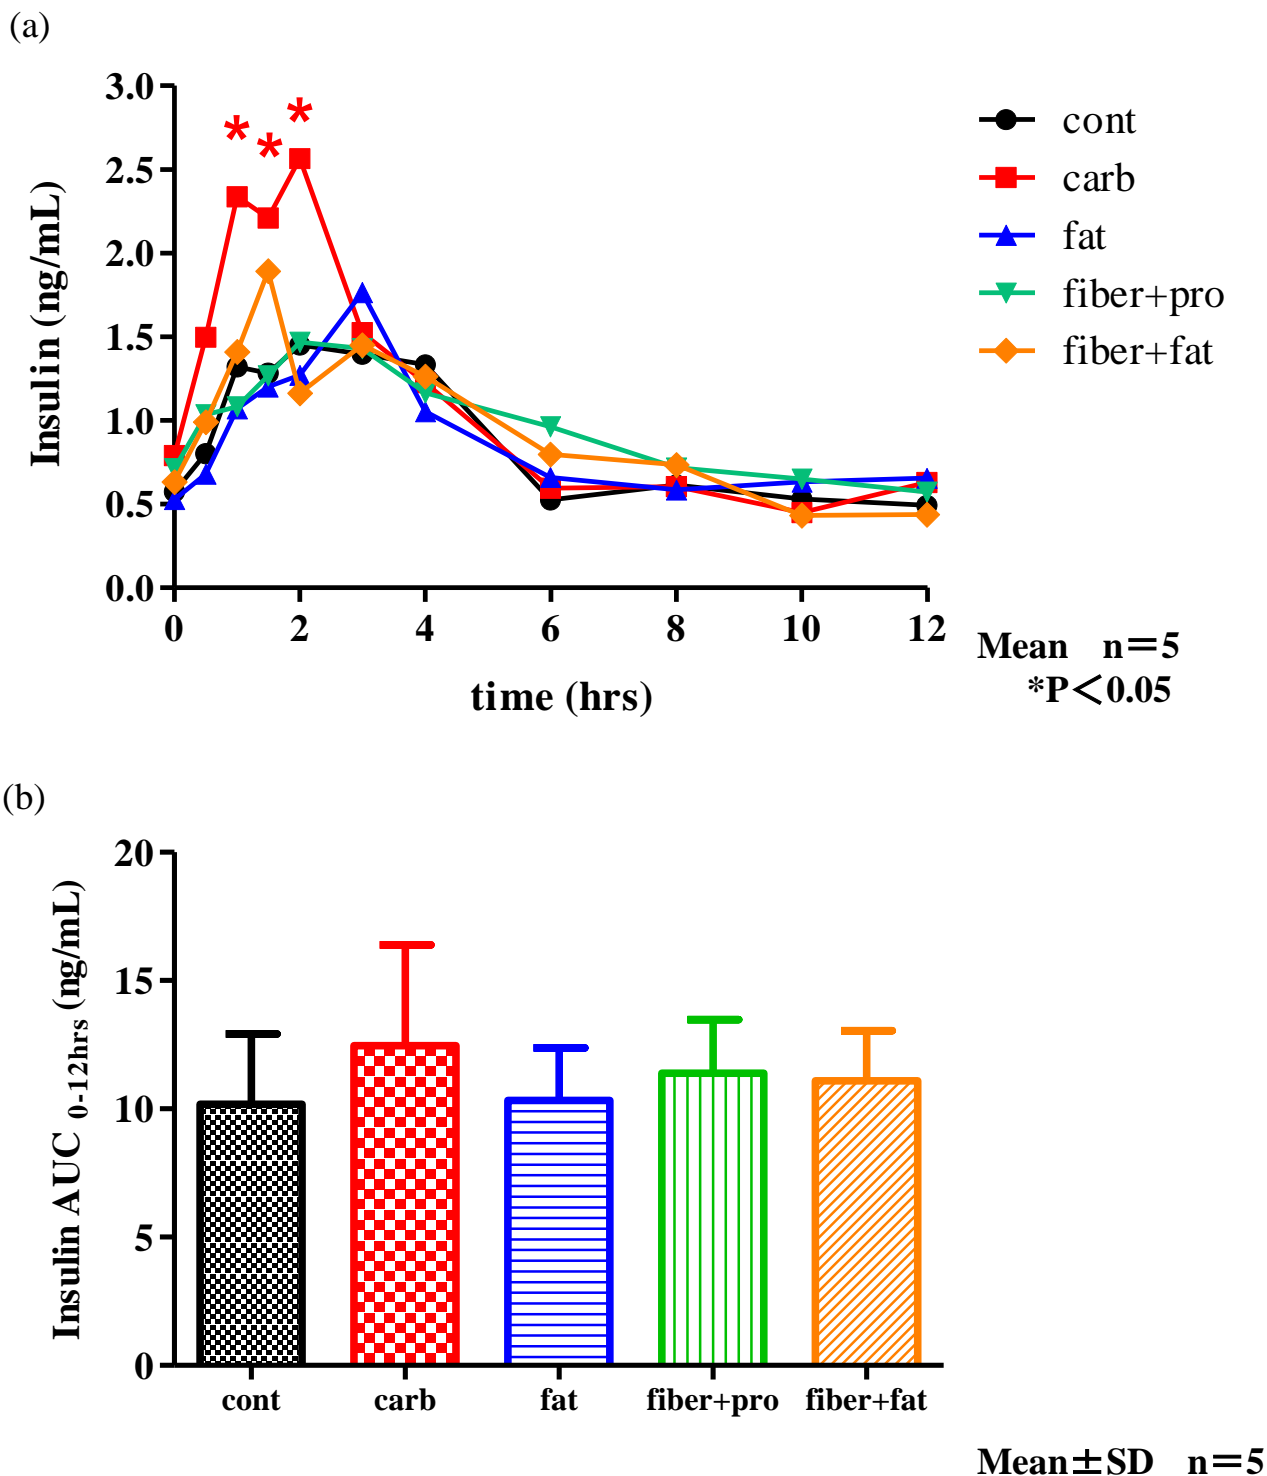 (a)
3.0
2.5
2.0
1.5
1.0
0.5
0.0
Insulin (ng/mL)
* * *
0 2 4 6 8 10 12
time (hrs)
cont
carb
fat
fiber+pro
fiber+fat
Mean n=5
*P<0.05
(b)
20
15
10
5
0
Insulin AUC 0-12hrs (ng/mL)
cont carb fat fiber+pro fiber+fat
Mean±SD n=5